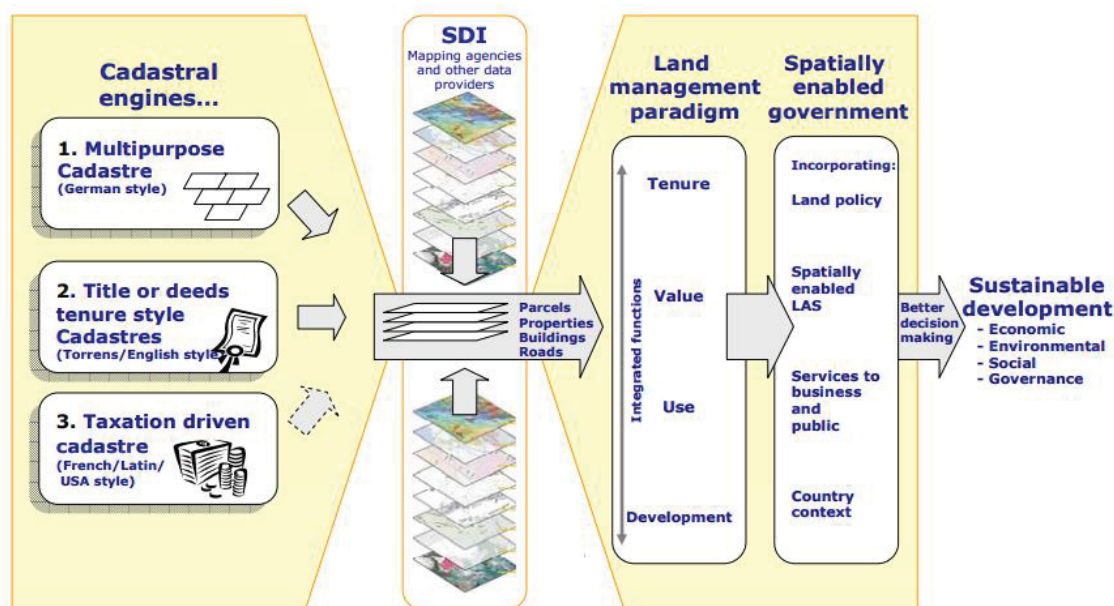 Cadastral
engines...
1. Multipurpose
Cadastre
(German style)
2. Title or deeds
tenure style
Cadastres
(Torrens/English style)
3. Taxation driven
cadastre
(French/Latin/
USA style)
SDI
Mapping agencies
and other data
providers
Parcels
Properties
Buildings
Roads
Land
management
paradigm
Integrated functions
Tenure
Value
Use
Development
Spatially
enabled
government
Incorporating:
Land policy
Spatially
enabled
LAS
Services to
business
and
public
Country
context
Better
decision
making
Sustainable
development
- Economic
- Environmental
- Social
- Governance